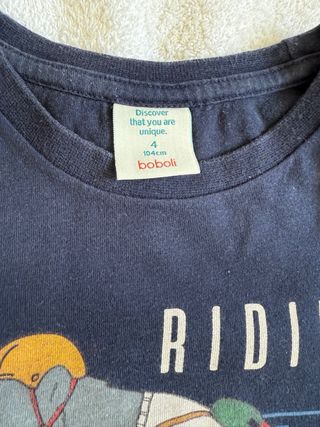 Discover
that you are
unique.
4
104cm
boboli
RIDI